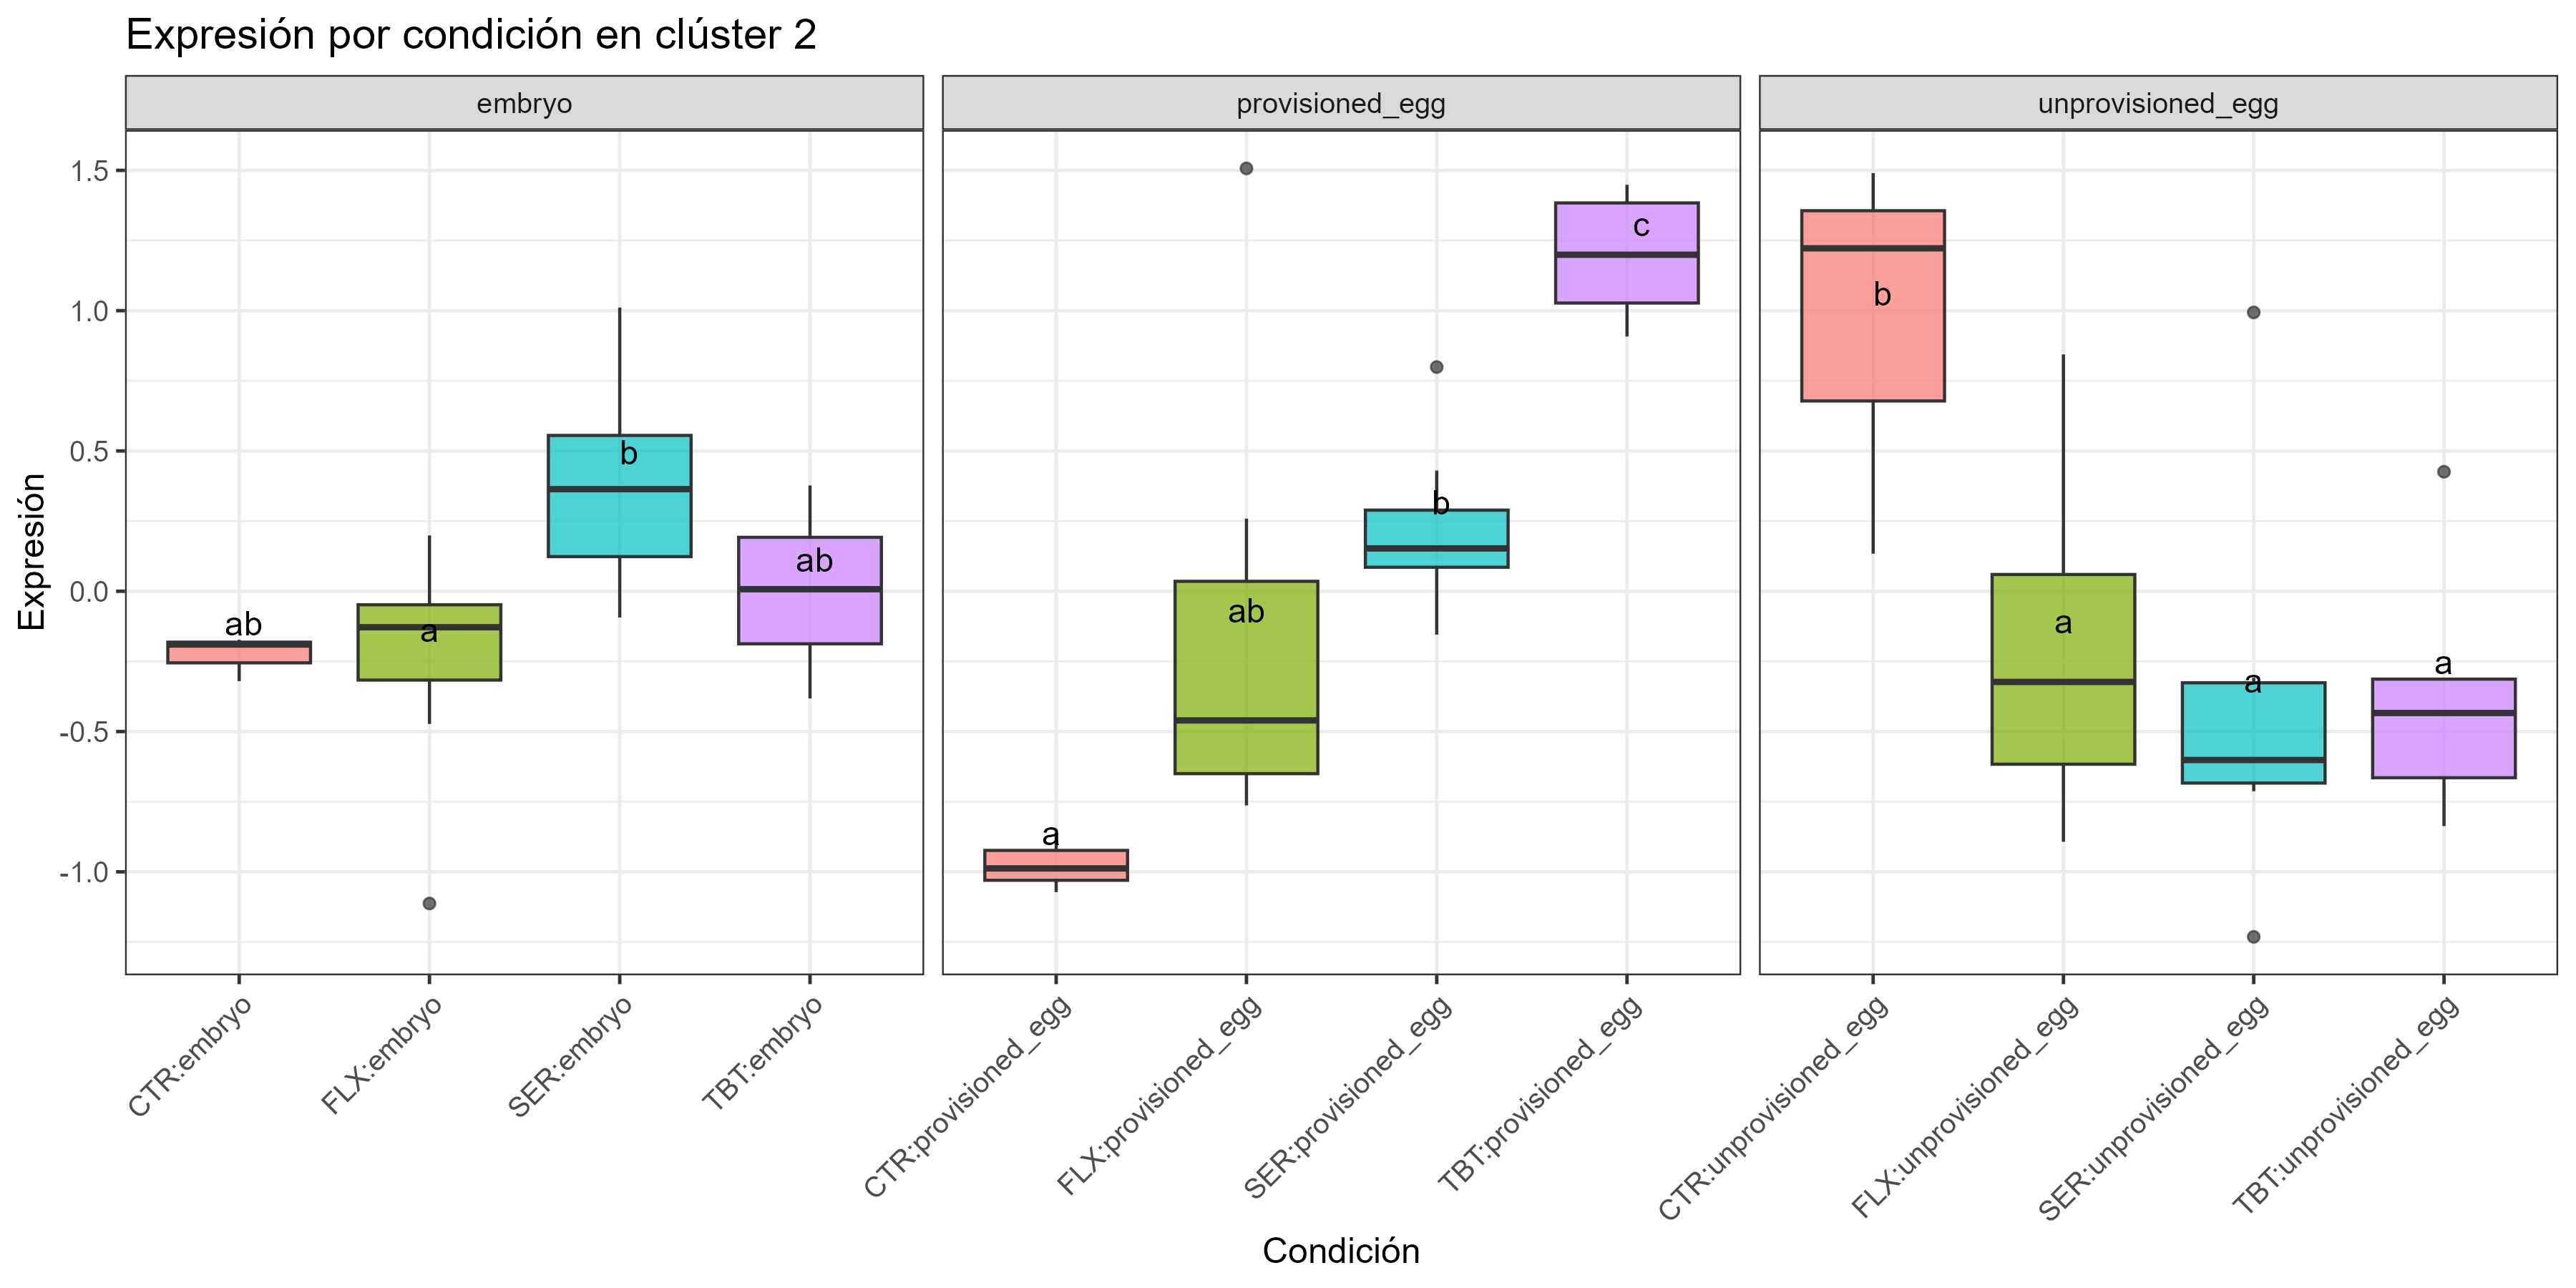 Expresión por condición en clúster 2
embryo
provisioned_egg
unprovisioned_egg
Expresión
1.5
1.0
0.5
0.0
-0.5
-1.0
ab
a
b
ab
a
ab
b
c
b
a
a
a
CTR:embryo
FLX:embryo
SER:embryo
TBT:embryo
CTR:provisioned_egg
FLX:provisioned_egg
SER:provisioned_egg
TBT:provisioned_egg
CTR:unprovisioned_egg
FLX:unprovisioned_egg
SER:unprovisioned_egg
TBT:unprovisioned_egg
Condición